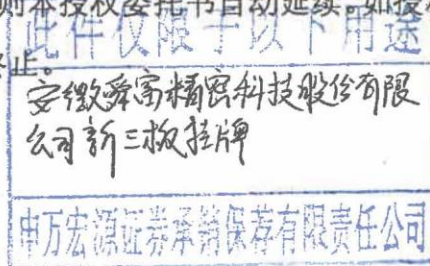 则本授权委托书自动延续。如授
此件仅限于以下用途
止。
安徽舜富精密科技股份有限
公司新三板挂牌
申万宏源证券承销保荐有限责任公司